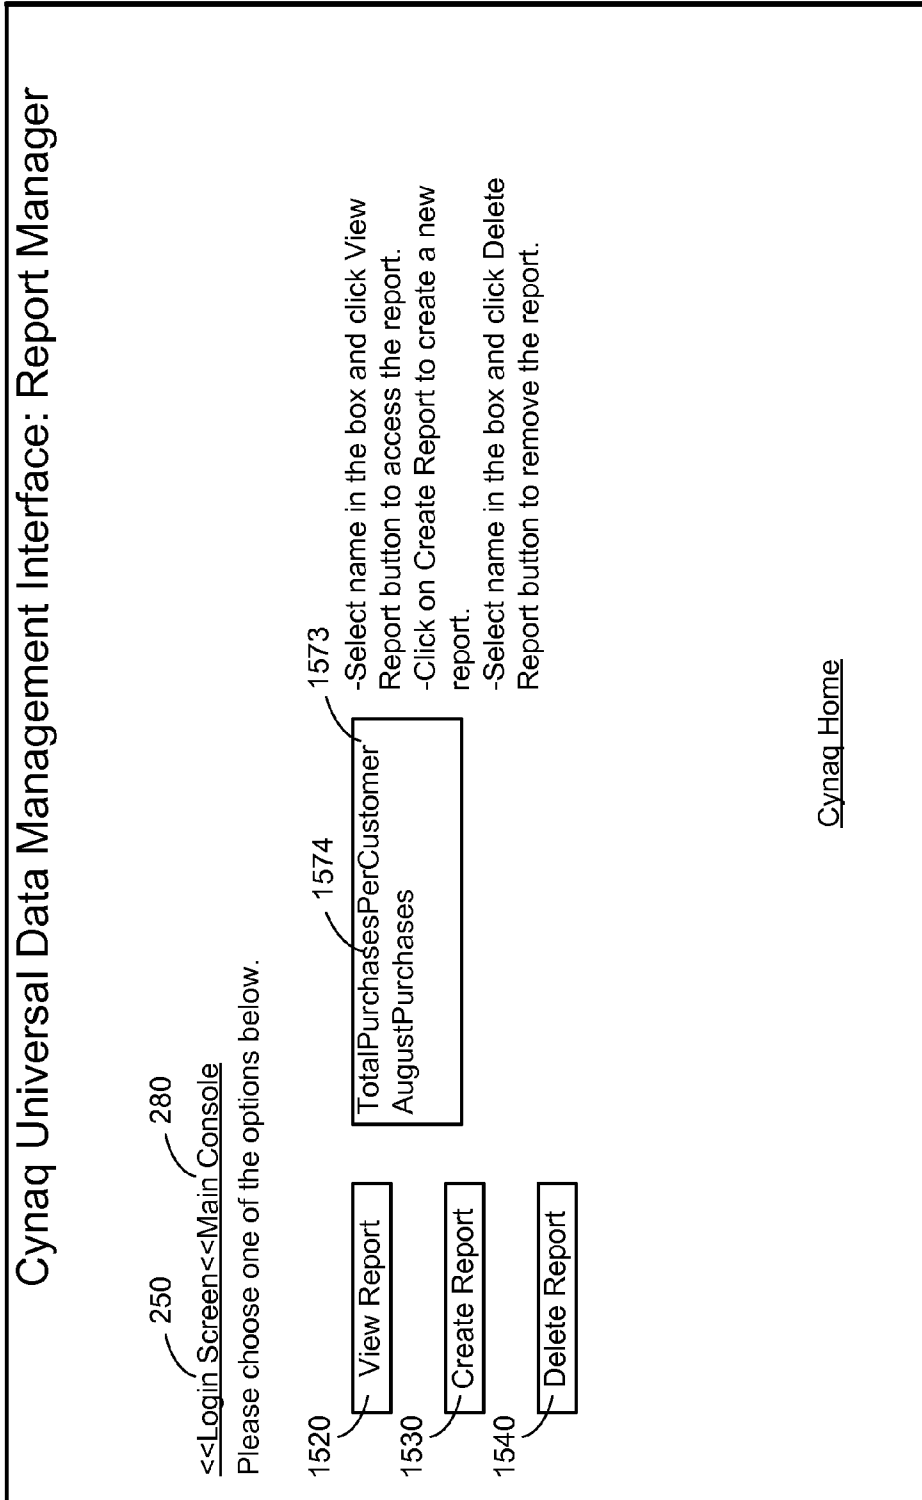 Cynaq Universal Data Management Interface: Report Manager
250
280
<<Login Screen<<Main Console
Please choose one of the options below.
1520
View Report
1530
Create Report
1540
Delete Report
1574
1573
TotalPurchasesPerCustomer
AugustPurchases
-Select name in the box and click View
Report button to access the report.
-Click on Create Report to create a new
report.
-Select name in the box and click Delete
Report button to remove the report.
Cynaq Home